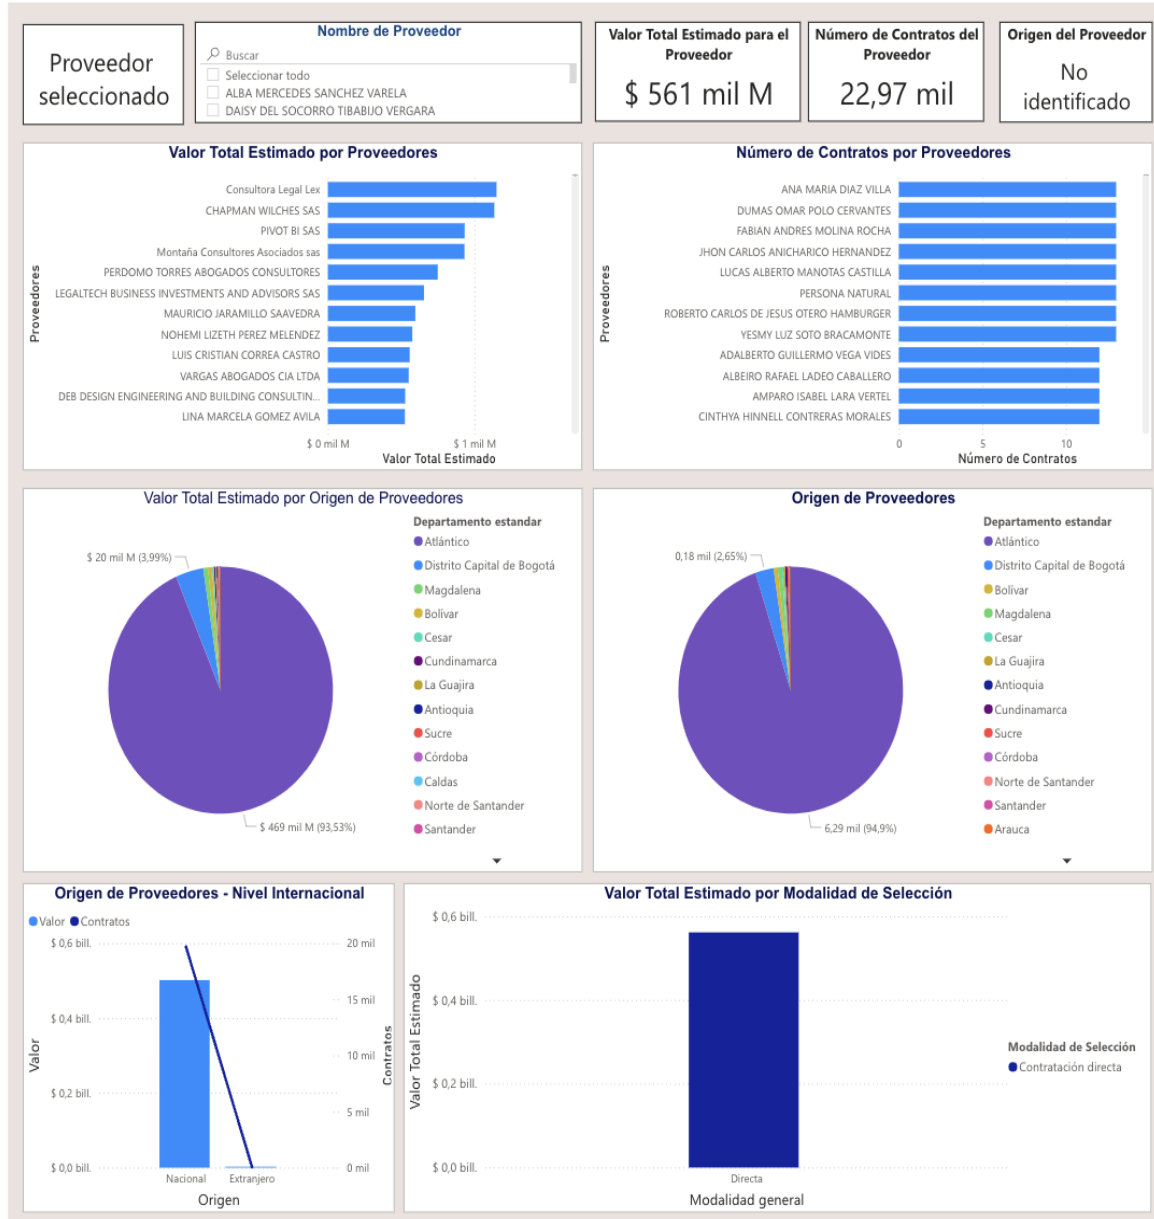 Proveedor
seleccionado
Nombre de Proveedor
Buscar
Seleccionar todo
ALBA MERCEDES SANCHEZ VARELA
DAISY DEL SOCORRO TIBABIJO VERGARA
Valor Total Estimado para el
Proveedor
$ 561 mil M
Número de Contratos del
Proveedor
22,97 mil
Origen del Proveedor
No
identificado
Valor Total Estimado por Proveedores
Proveedores
Consultora Legal Lex
CHAPMAN WILCHES SAS
PIVOT BI SAS
Montaña Consultores Asociados sas
PERDOMO TORRES ABOGADOS CONSULTORES
LEGALTECH BUSINESS INVESTMENTS AND ADVISORS SAS
MAURICIO JARAMILLO SAAVEDRA
NOHEMI LIZETH PEREZ MELENDEZ
LUIS CRISTIAN CORREA CASTRO
VARGAS ABOGADOS CIA LTDA
DEB DESIGN ENGINEERING AND BUILDING CONSULTIN...
LINA MARCELA GOMEZ AVILA
$ 0 mil M $ 1 mil M
Valor Total Estimado
Número de Contratos por Proveedores
Proveedores
ANA MARIA DIAZ VILLA
DUMAS OMAR POLO CERVANTES
FABIAN ANDRES MOLINA ROCHA
JHON CARLOS ANICHARICO HERNANDEZ
LUCAS ALBERTO MANOTAS CASTILLA
PERSONA NATURAL
ROBERTO CARLOS DE JESUS OTERO HAMBURGER
YESMY LUZ SOTO BRACAMONTE
ADALBERTO GUILLERMO VEGA VIDES
ALBEIRO RAFAEL LADEO CABALLERO
AMPARO ISABEL LARA VERTEL
CINTHYA HINNELL CONTRERAS MORALES
0 5 10
Número de Contratos
Valor Total Estimado por Origen de Proveedores
$ 20 mil M (3,99%)
$ 469 mil M (93,53%)
Departamento estandar
Atlántico
Distrito Capital de Bogotá
Magdalena
Bolívar
Cesar
Cundinamarca
La Guajira
Antioquia
Sucre
Córdoba
Caldas
Norte de Santander
Santander
Origen de Proveedores
0,18 mil (2,65%)
6,29 mil (94,9%)
Departamento estandar
Atlántico
Distrito Capital de Bogotá
Bolívar
Magdalena
Cesar
La Guajira
Antioquia
Cundinamarca
Sucre
Córdoba
Norte de Santander
Santander
Arauca
Origen de Proveedores - Nivel Internacional
Valor Contratos
Valor
$ 0,6 bill.
$ 0,4 bill.
$ 0,2 bill.
$ 0,0 bill.
20 mil
15 mil
10 mil
5 mil
0 mil
Contratos
Nacional Extranjero
Origen
Valor Total Estimado por Modalidad de Selección
Valor Total Estimado
$ 0,6 bill.
$ 0,4 bill.
$ 0,2 bill.
$ 0,0 bill.
Directa
Modalidad general
Modalidad de Selección
Contratación directa